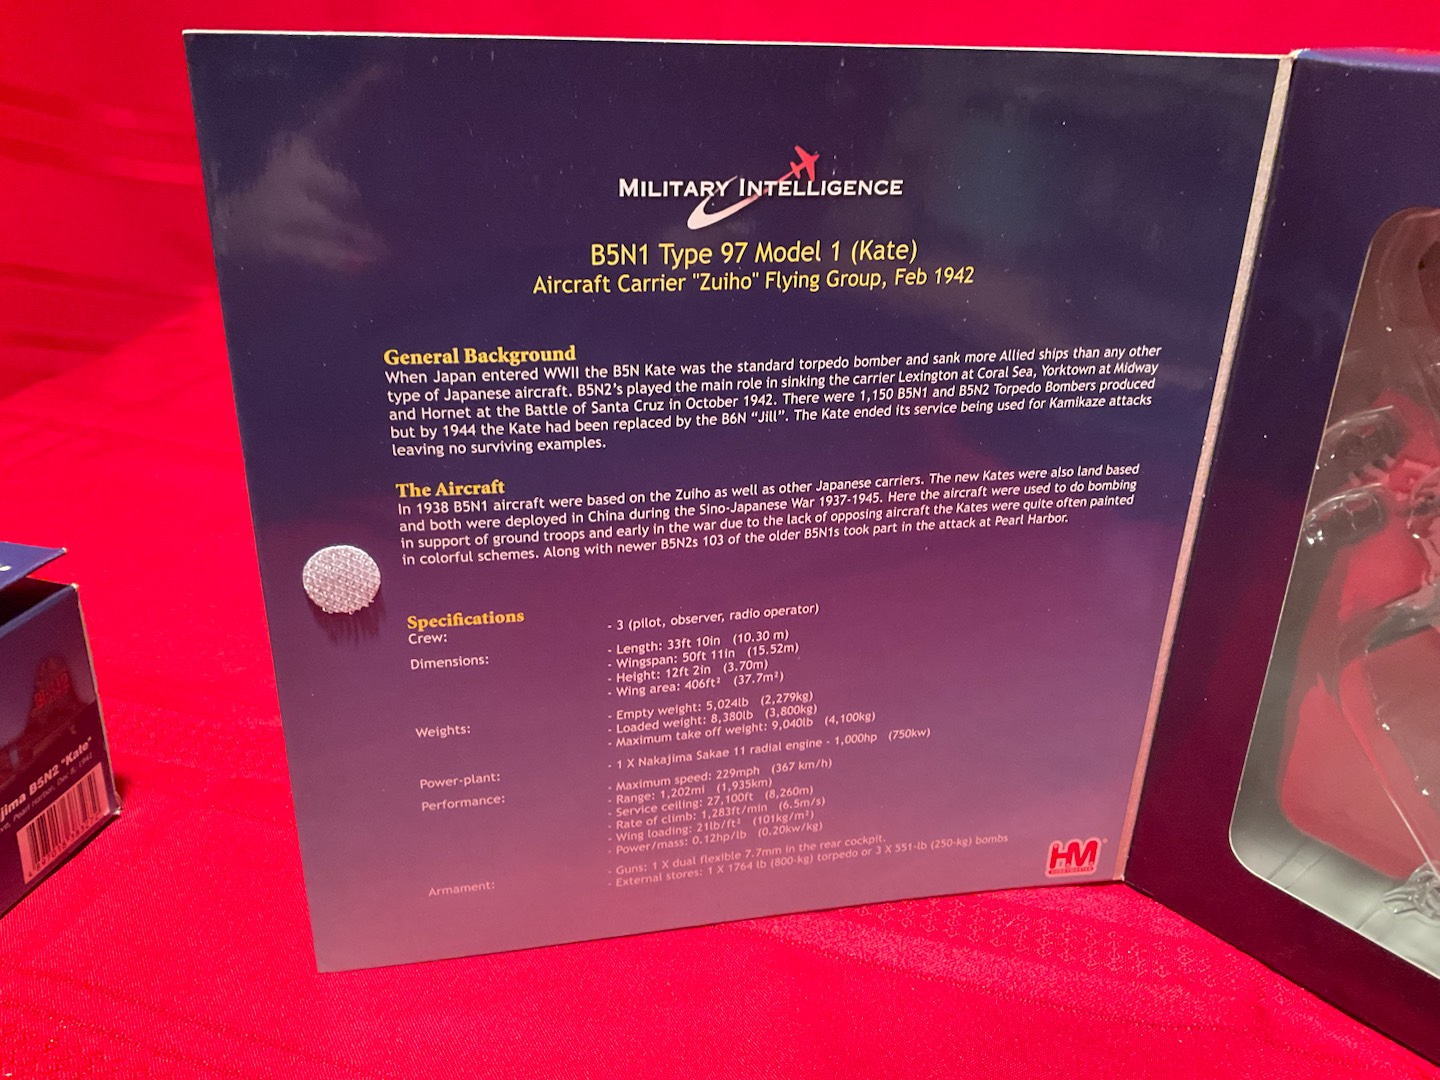 MILITARY INTELLIGENCE
B5N1 Type 97 Model 1 (Kate)
Aircraft Carrier "Zuiho" Flying Group, Feb 1942
General Background
When Japan entered WWII the B5N Kate was the standard torpedo bomber and sank more Allied ships than any other
type of Japanese aircraft. B5N2's played the main role in sinking the carrier Lexington at Coral Sea, Yorktown at Midway
and Hornet at the Battle of Santa Cruz in October 1942. There were 1,150 B5N1 and B5N2 Torpedo Bombers produced
but by 1944 the Kate had been replaced by the B6N “Jill”. The Kate ended its service being used for Kamikaze attacks
leaving no surviving examples.
The Aircraft
In 1938 B5N1 aircraft were based on the Zuiho as well as other Japanese carriers. The new Kates were also land based
and both were deployed in China during the Sino-Japanese War 1937-1945. Here the aircraft were used to do bombing
in support of ground troops and early in the war due to the lack of opposing aircraft the Kates were quite often painted
in colorful schemes. Along with newer B5N2s 103 of the older B5N1s took part in the attack at Pearl Harbor.
Specifications
Crew: - 3 (pilot, observer, radio operator)
Dimensions: - Length: 33ft 10in (10.30 m)
- Wingspan: 50ft 11in (15.52m)
- Height: 12ft 2in (3.70m)
- Wing area: 406ft² (37.7m²)
Weights: - Empty weight: 5,024lb (2,279kg)
- Loaded weight: 8,380lb (3,800kg)
- Maximum take off weight: 9,040lb (4,100kg)
Power-plant: - 1 X Nakajima Sakae 11 radial engine - 1,000hp (750kw)
Performance: - Maximum speed: 229mph (367 km/h)
- Range: 1,202mi (1,935km)
- Service ceiling: 27,100ft (8,260m)
- Rate of climb: 1,283ft/min (6.5m/s)
- Wing loading: 21lb/ft² (101kg/m²)
- Power/mass: 0.12hp/lb (0.20kw/kg)
Armament: - Guns: 1 X dual flexible 7.7mm in the rear cockpit.
- External stores: 1 X 1764 lb (800-kg) torpedo or 3 X 551-lb (250-kg) bombs
HM
jima B5N2 "Kate"
Pearl Harbor, Dec 8, 1941